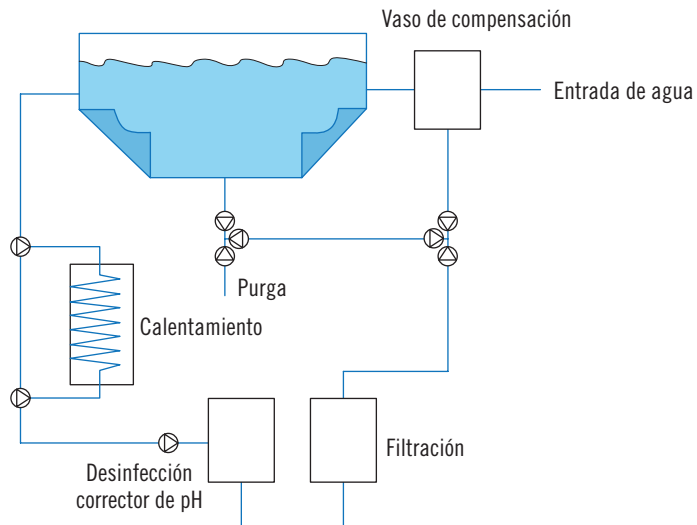 Vaso de compensación
Entrada de agua
Purga
Calentamiento
Desinfección
corrector de pH
Filtración